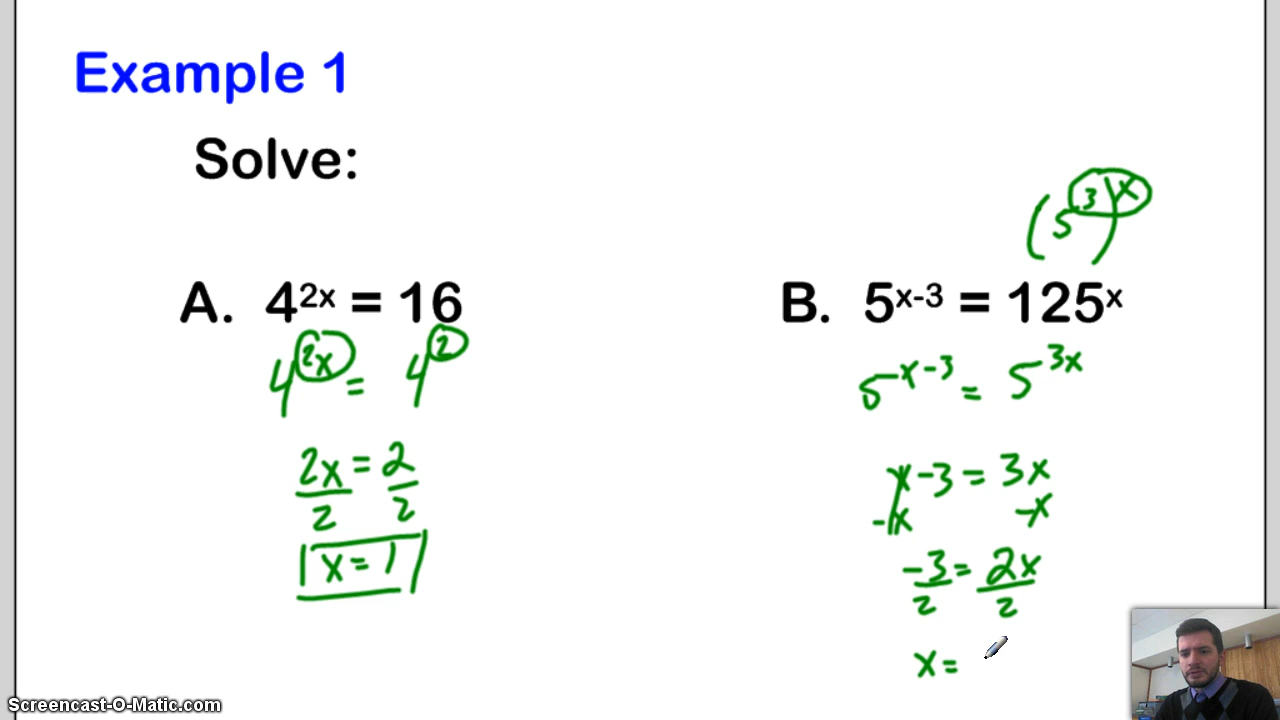 Example 1
Solve:
A. 4^{2x} = 16
4^{2x} = 4^{2}
2x = 2
2 2
x = 1
(5^{3})^{x}
B. 5^{x-3} = 125^{x}
5^{x-3} = 5^{3x}
x - 3 = 3x
-x -x
-3 = 2x
2 2
x =
Screencast-O-Matic.com